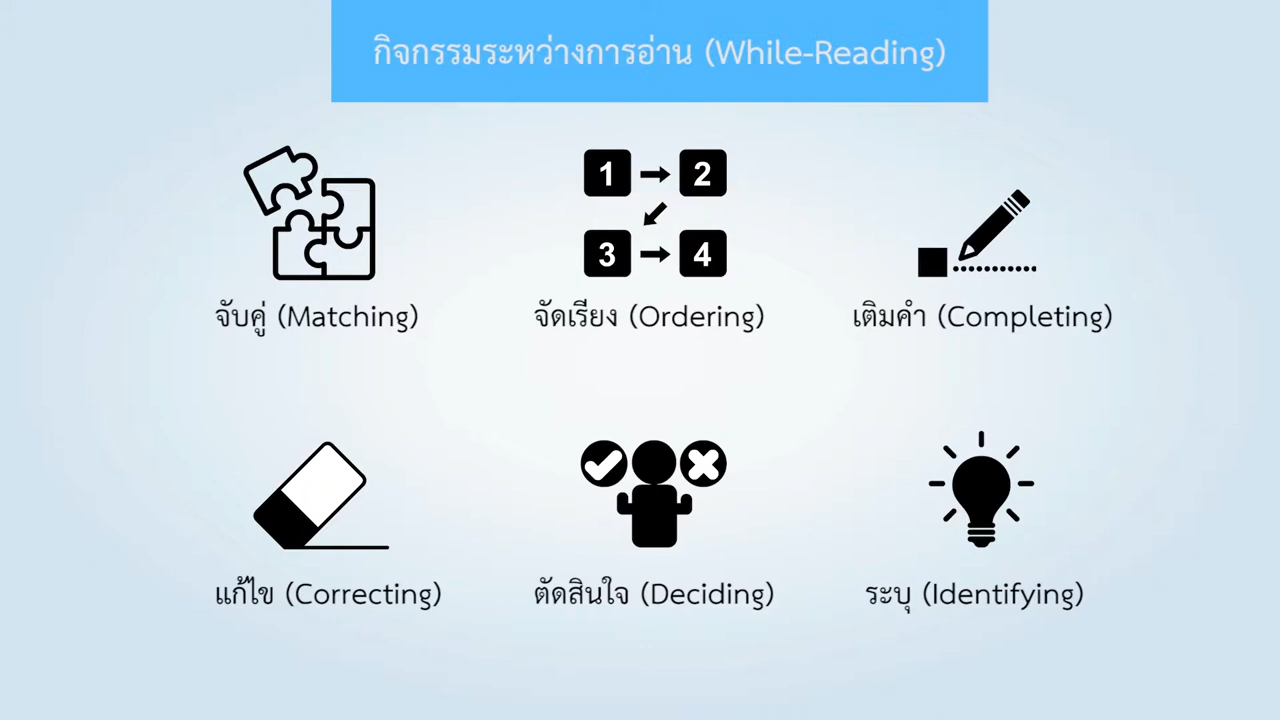 กิจกรรมระหว่างการอ่าน (While-Reading)
1 2
3 4
จับคู่ (Matching)
จัดเรียง (Ordering)
เติมคำ (Completing)
แก้ไข (Correcting)
ตัดสินใจ (Deciding)
ระบุ (Identifying)